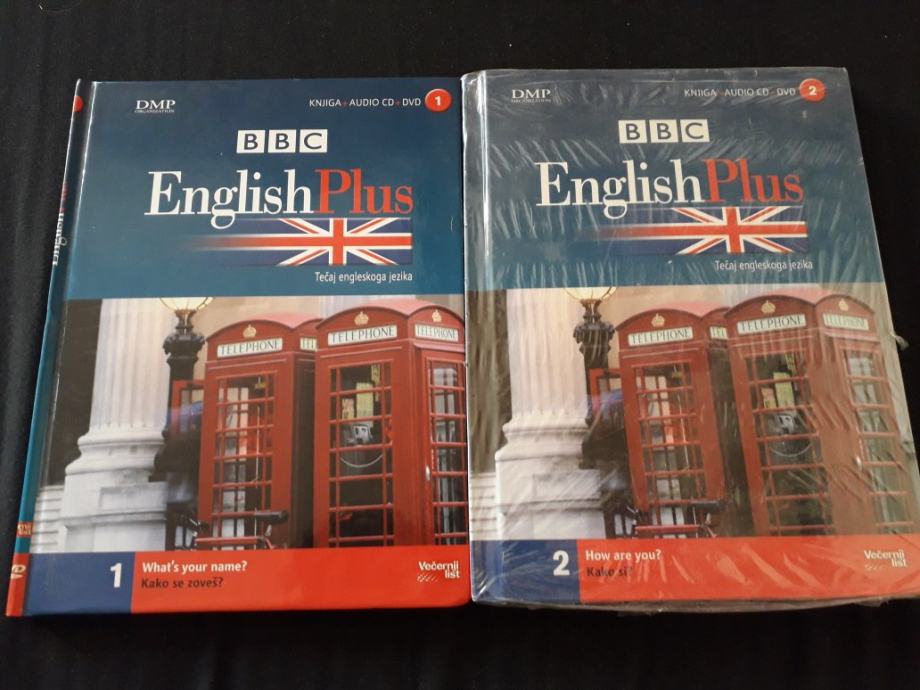 DMP
ORGANIZATION
KNJIGA+AUDIO CD+DVD 1
BBC
EnglishPlus
Tečaj engleskoga jezika
TELEPHONE
TELEPHONE
1 What's your name?
Kako se zoveš?
Večernji
list
English
DMP
ORGANIZATION
KNJIGA+AUDIO CD+DVD 2
BBC
EnglishPlus
Tečaj engleskoga jezika
TELEPHONE
TELEPHONE
2 How are you?
Kako si?
Večernji
list